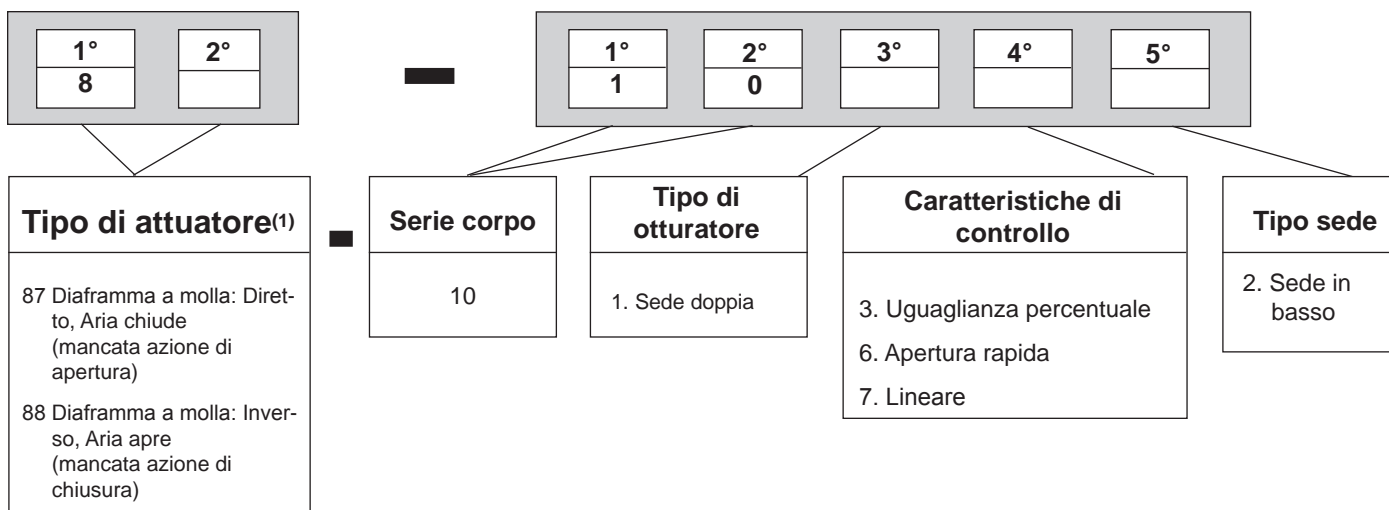 1°
8
2°
1°
1
2°
0
3°
4°
5°
Tipo di attuatore(1)
87 Diaframma a molla: Diret-
to, Aria chiude
(mancata azione di
apertura)
88 Diaframma a molla: Inver-
so, Aria apre
(mancata azione di
chiusura)
Serie corpo
10
Tipo di
otturatore
1. Sede doppia
Caratteristiche di
controllo
3. Uguaglianza percentuale
6. Apertura rapida
7. Lineare
Tipo sede
2. Sede in
basso